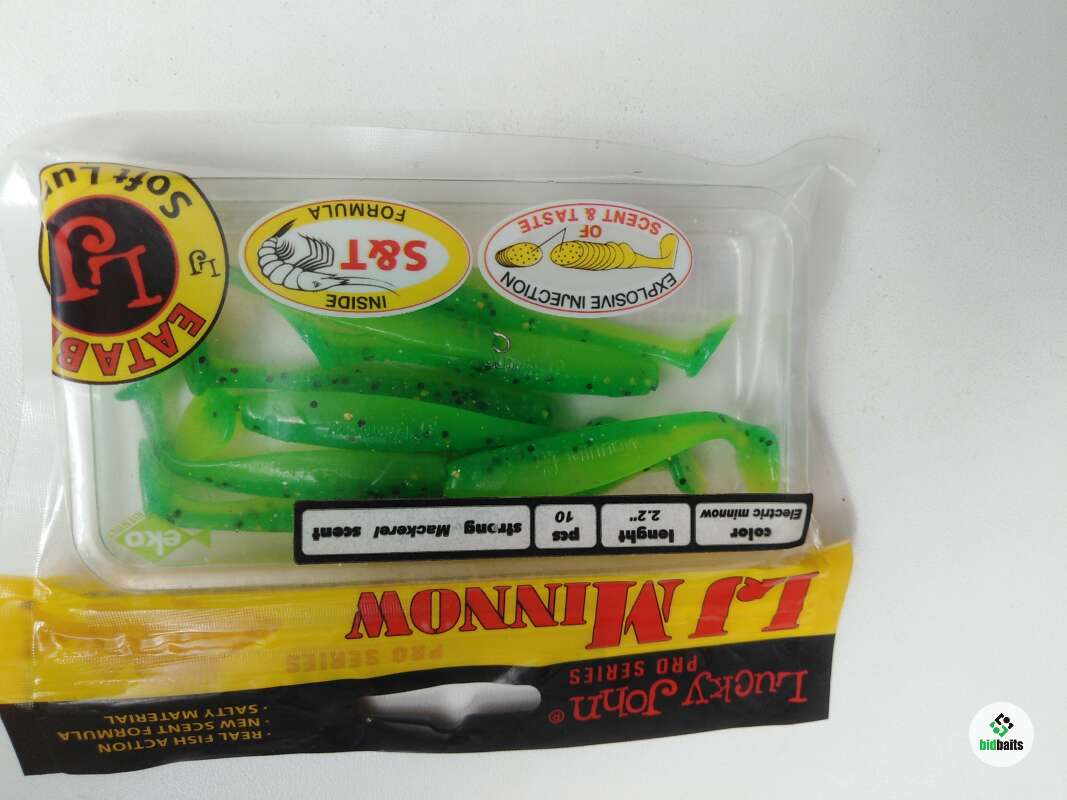 Lucky John®
PRO SERIES
· REAL FISH ACTION
· NEW SCENT FORMULA
· SALTY MATERIAL
LJ MINNOW
PRO SERIES
color
Electric minnow
lenght
2.2"
pcs
10
strong Mackerel scent
eko
EXPLOSIVE INJECTION
OF
SCENT & TASTE
INSIDE
S&T
FORMULA
EATAB
LJ
LJ
Soft Lu
bidbaits